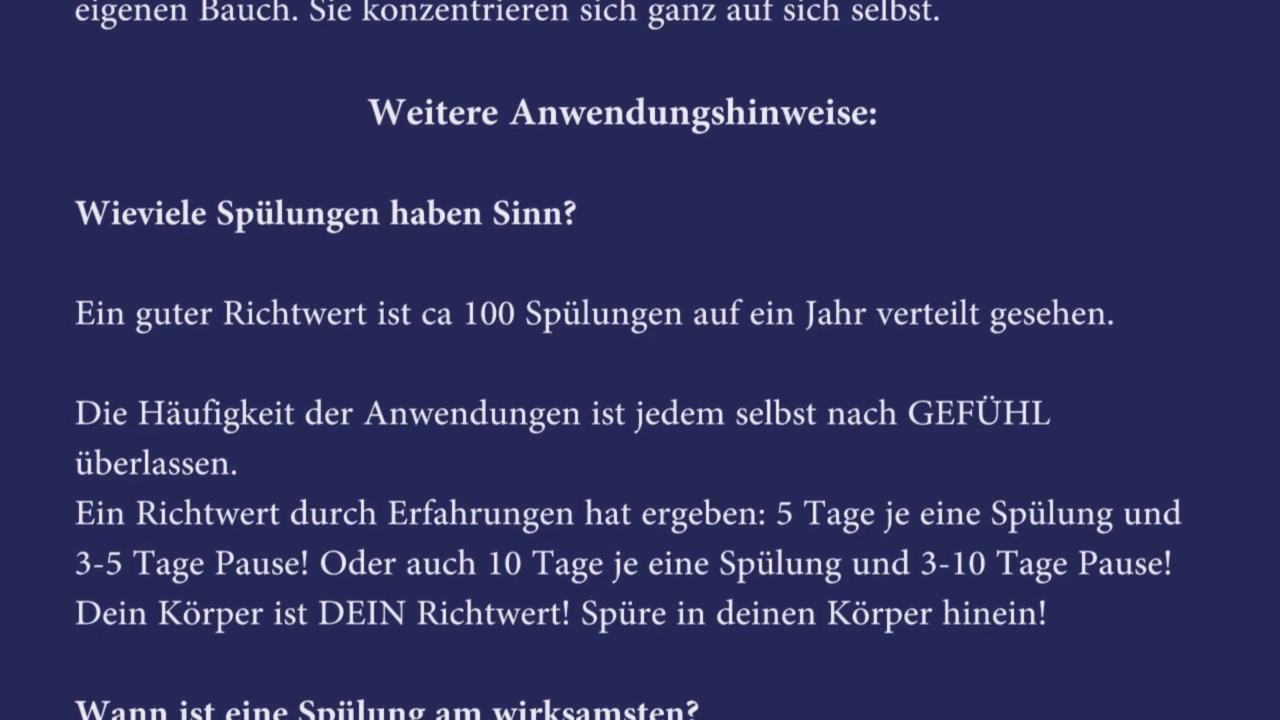 eigenen Bauch. Sie konzentrieren sich ganz auf sich selbst.
Weitere Anwendungshinweise:
Wieviele Spülungen haben Sinn?
Ein guter Richtwert ist ca 100 Spülungen auf ein Jahr verteilt gesehen.
Die Häufigkeit der Anwendungen ist jedem selbst nach GEFÜHL
überlassen.
Ein Richtwert durch Erfahrungen hat ergeben: 5 Tage je eine Spülung und
3-5 Tage Pause! Oder auch 10 Tage je eine Spülung und 3-10 Tage Pause!
Dein Körper ist DEIN Richtwert! Spüre in deinen Körper hinein!
Wann ist eine Spülung am wirksamsten?